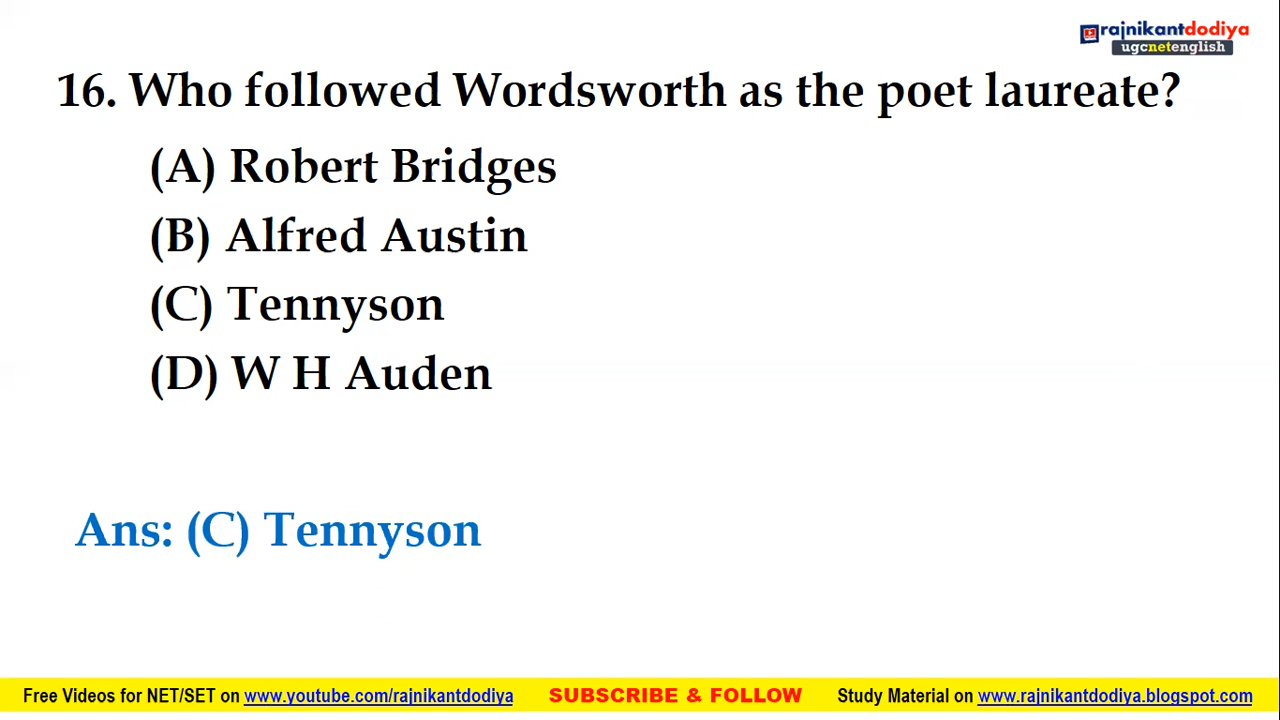 rajnikantdodiya
ugcnetenglish
16. Who followed Wordsworth as the poet laureate?
(A) Robert Bridges
(B) Alfred Austin
(C) Tennyson
(D) W H Auden
Ans: (C) Tennyson
Free Videos for NET/SET on www.youtube.com/rajnikantdodiya SUBSCRIBE & FOLLOW Study Material on www.rajnikantdodiya.blogspot.com